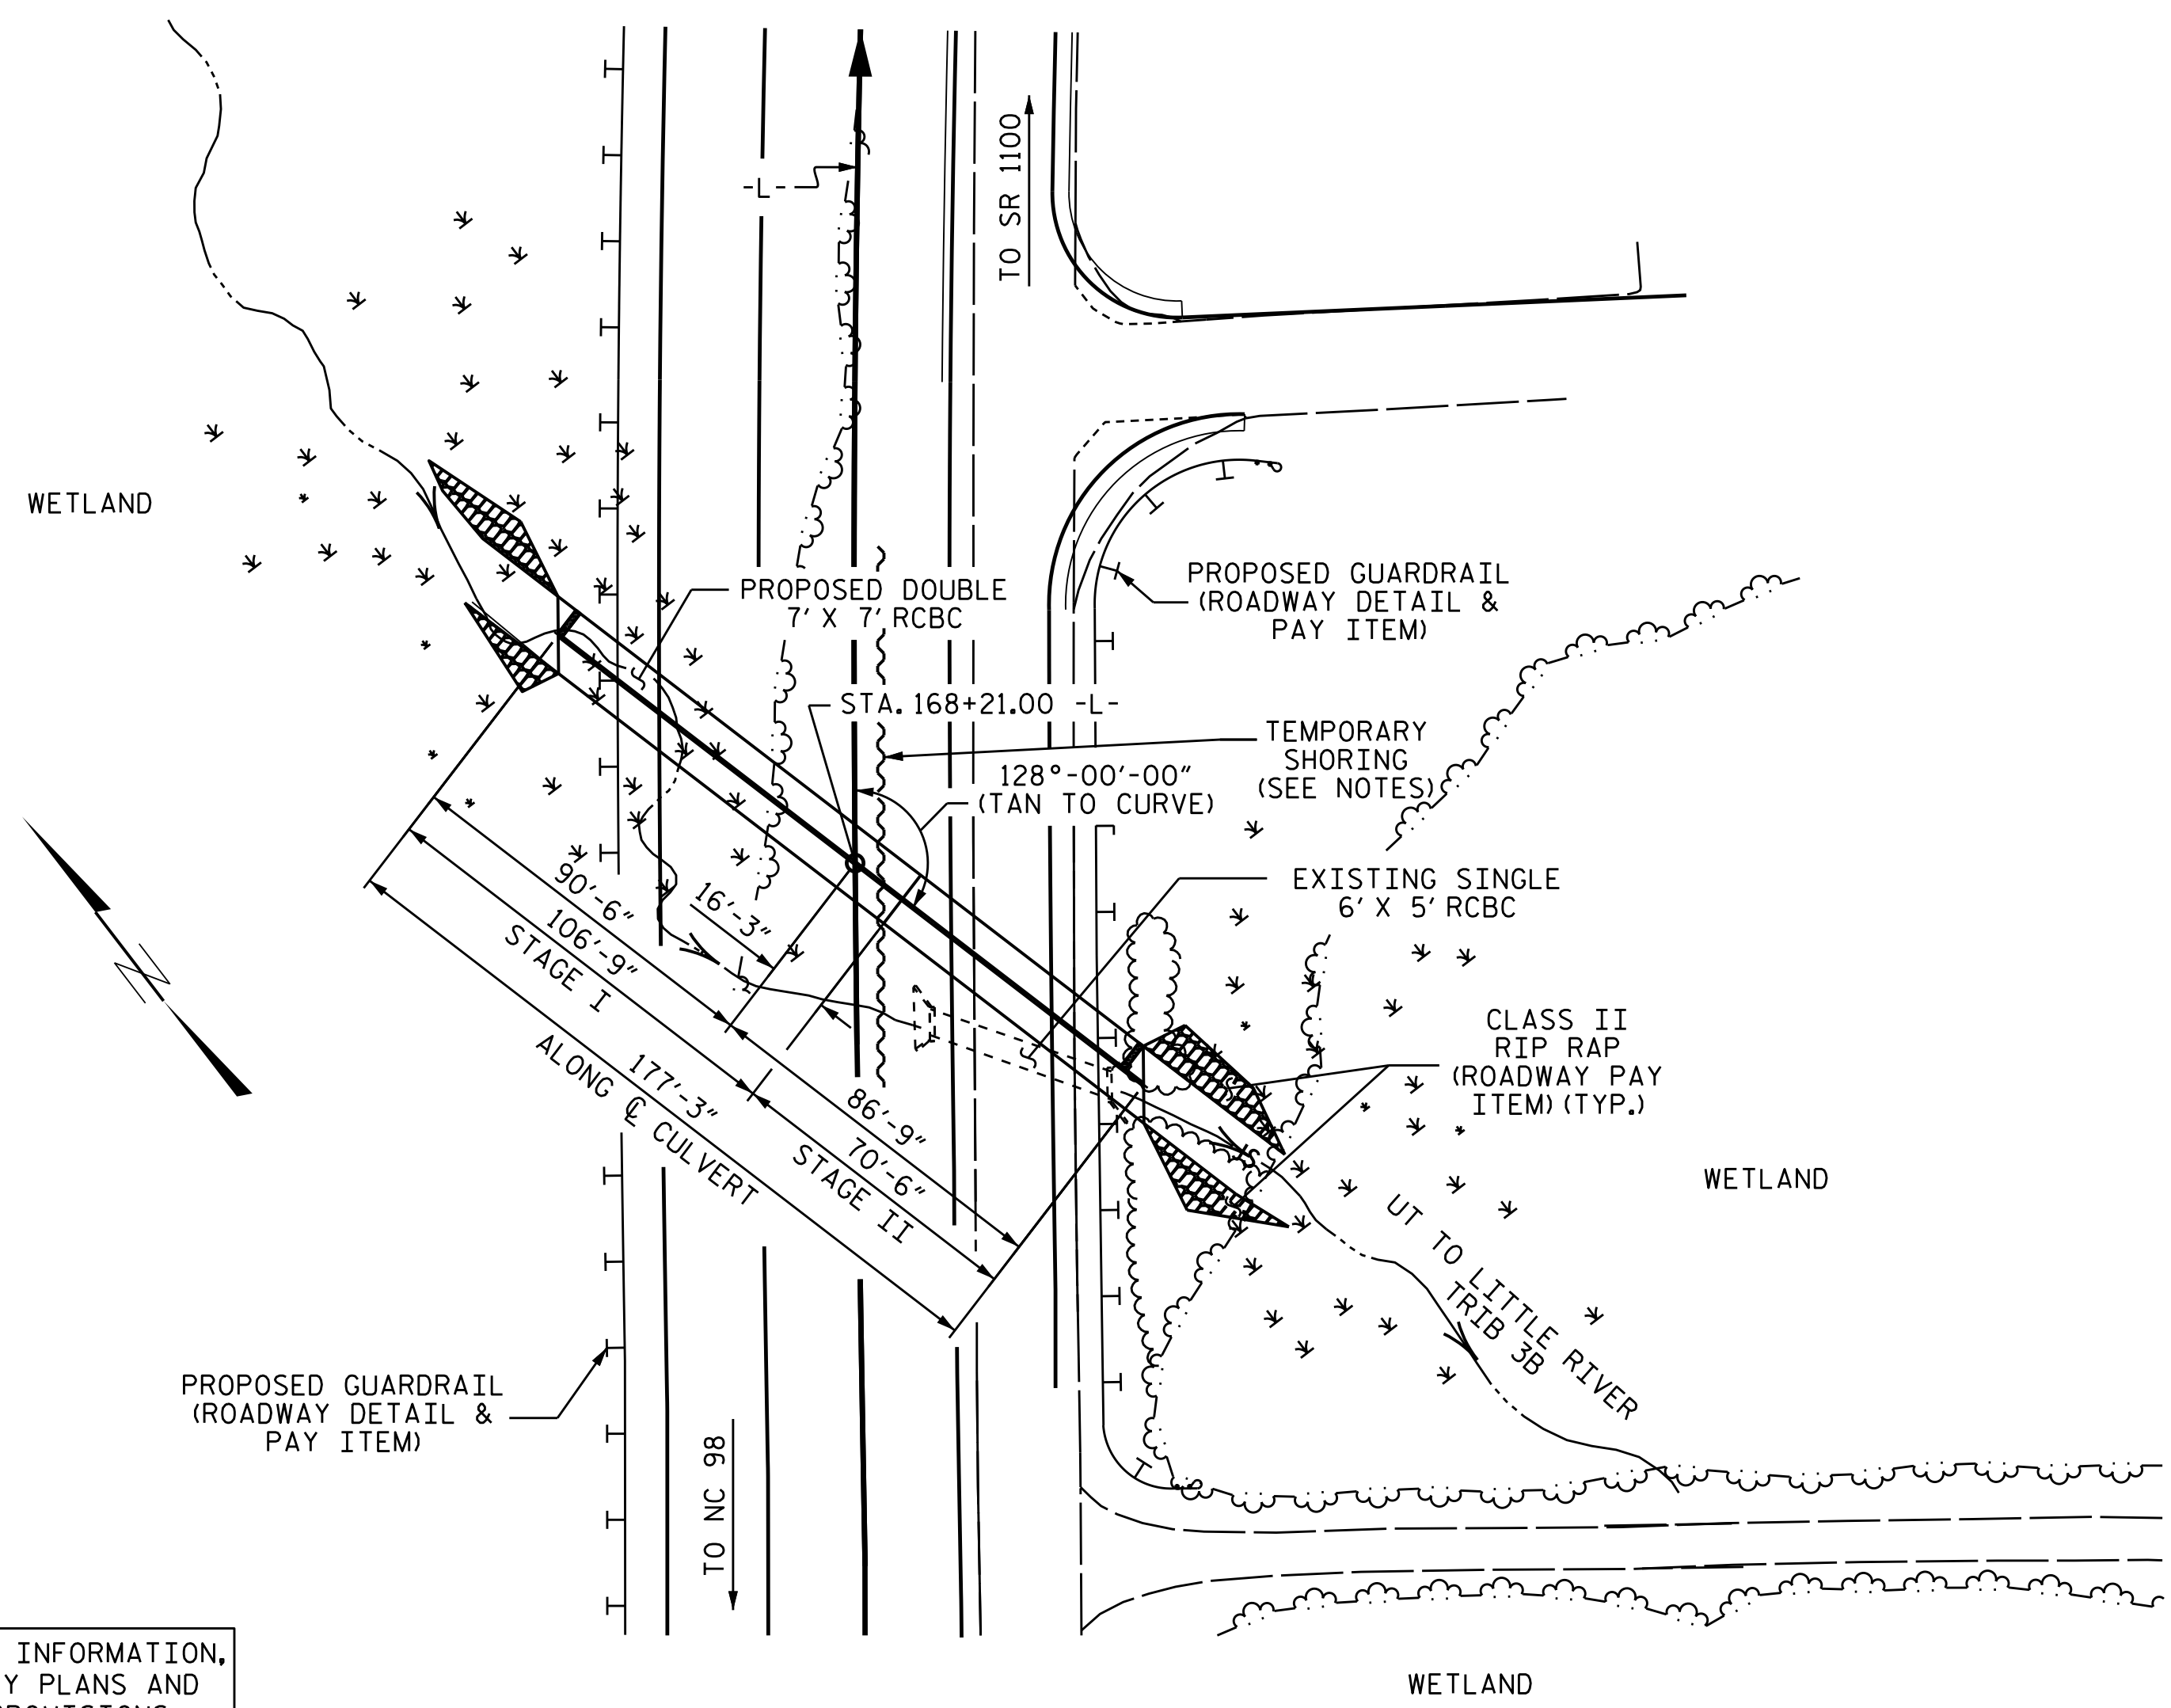 -L-
TO SR 1100
WETLAND
PROPOSED DOUBLE
7' X 7' RCBC
PROPOSED GUARDRAIL
(ROADWAY DETAIL &
PAY ITEM)
STA. 168+21.00 -L-
TEMPORARY
SHORING
(SEE NOTES)
128°-00'-00"
(TAN TO CURVE)
EXISTING SINGLE
6' X 5' RCBC
90'-6"
16'-3"
106'-9"
STAGE I
177'-3"
ALONG ℄ CULVERT
86'-9"
70'-6"
STAGE II
CLASS II
RIP RAP
(ROADWAY PAY
ITEM) (TYP.)
WETLAND
UT TO LITTLE RIVER
TRIB 3B
PROPOSED GUARDRAIL
(ROADWAY DETAIL &
PAY ITEM)
TO NC 98
INFORMATION,
Y PLANS AND
WETLAND